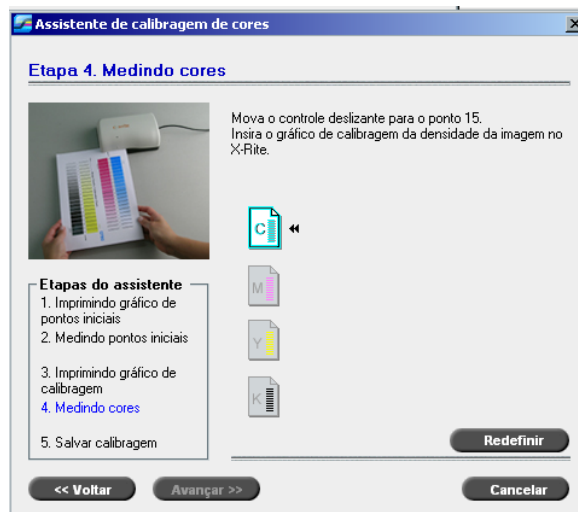 Assistente de calibragem de cores
Etapa 4. Medindo cores
Mova o controle deslizante para o ponto 15.
Insira o gráfico de calibragem da densidade da imagem no
X-Rite.
C
M
Y
K
Etapas do assistente
1. Imprimindo gráfico de
pontos iniciais
2. Medindo pontos iniciais
3. Imprimindo gráfico de
calibragem
4. Medindo cores
5. Salvar calibragem
Redefinir
<< Voltar
Avançar >>
Cancelar